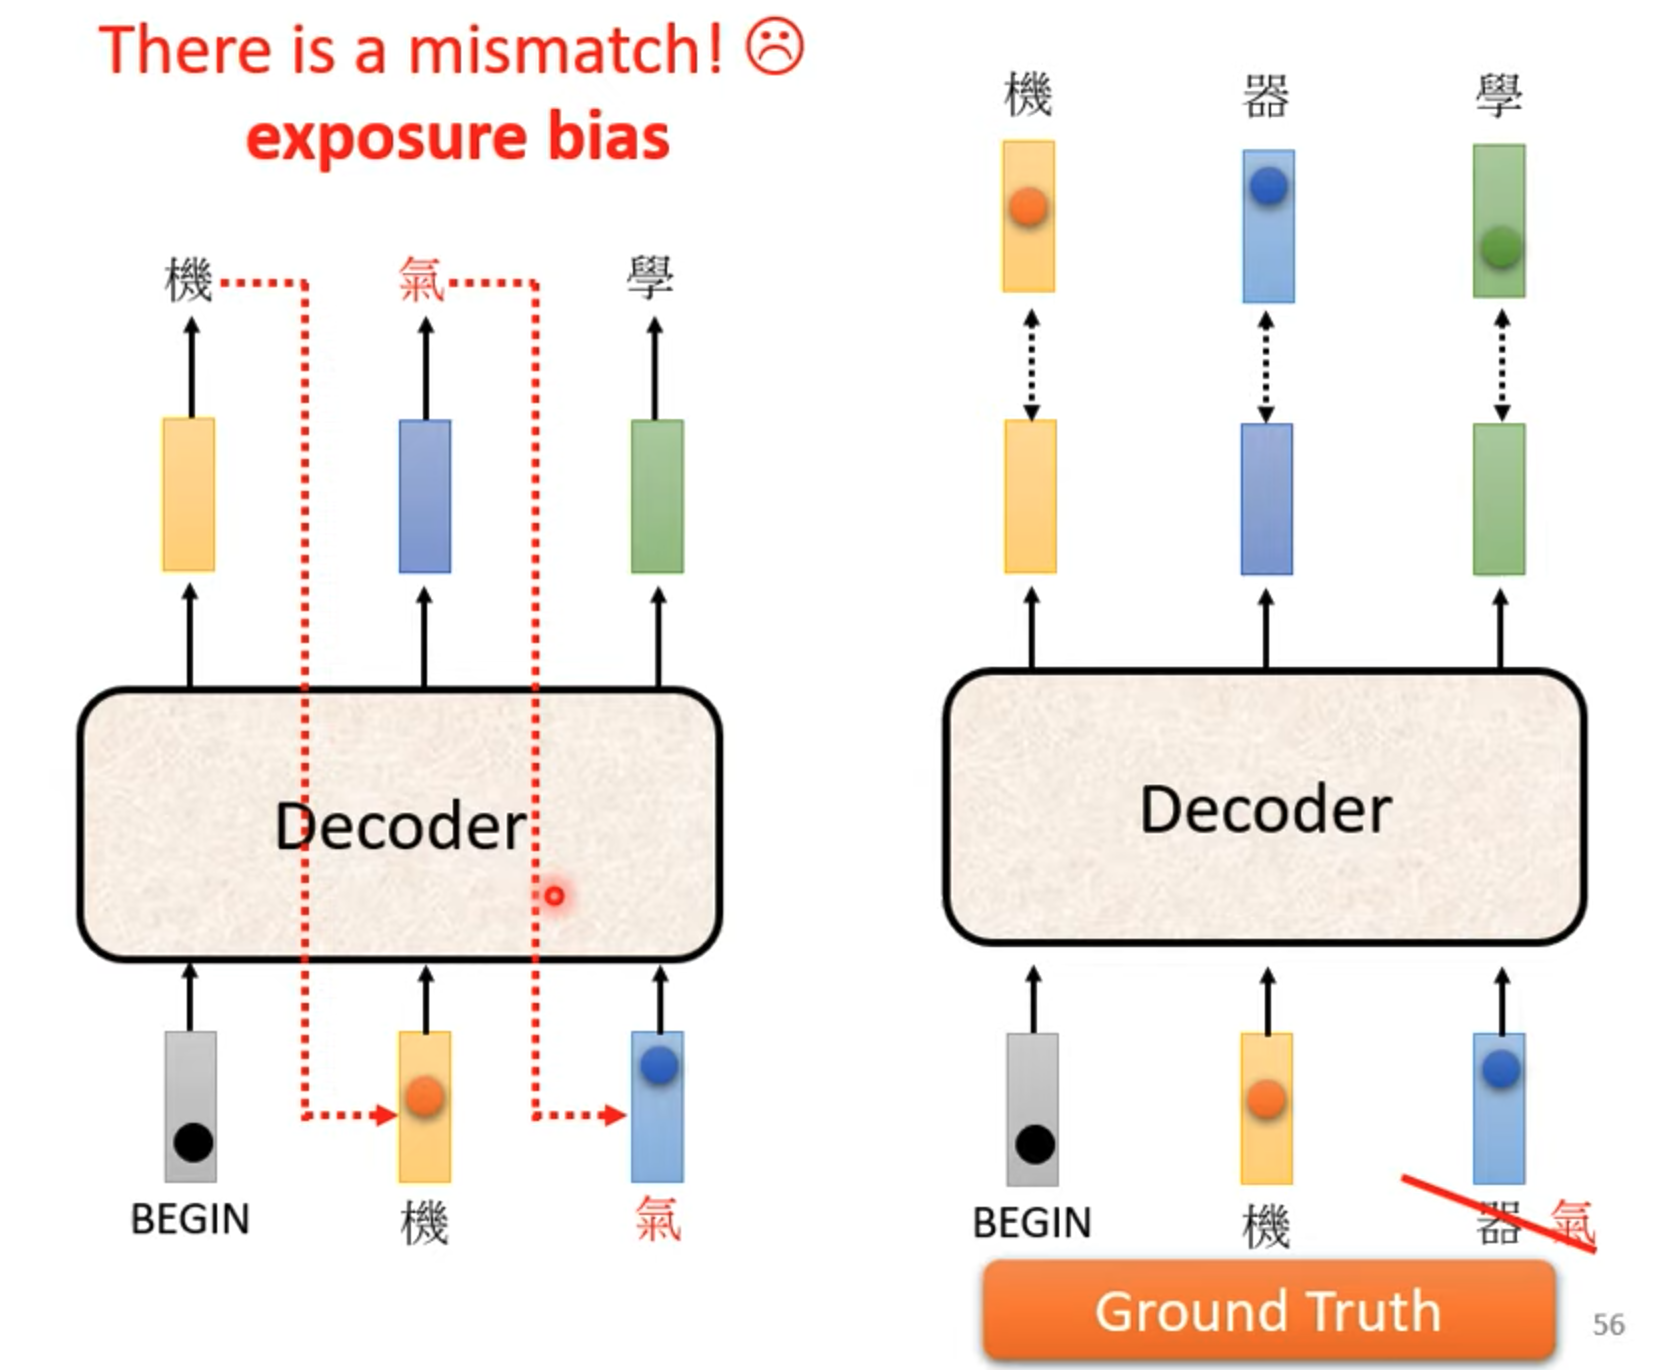 There is a mismatch! ☹
exposure bias
機 氣 學
Decoder
BEGIN 機 氣
機 器 學
Decoder
BEGIN 機 器 氣
Ground Truth
56